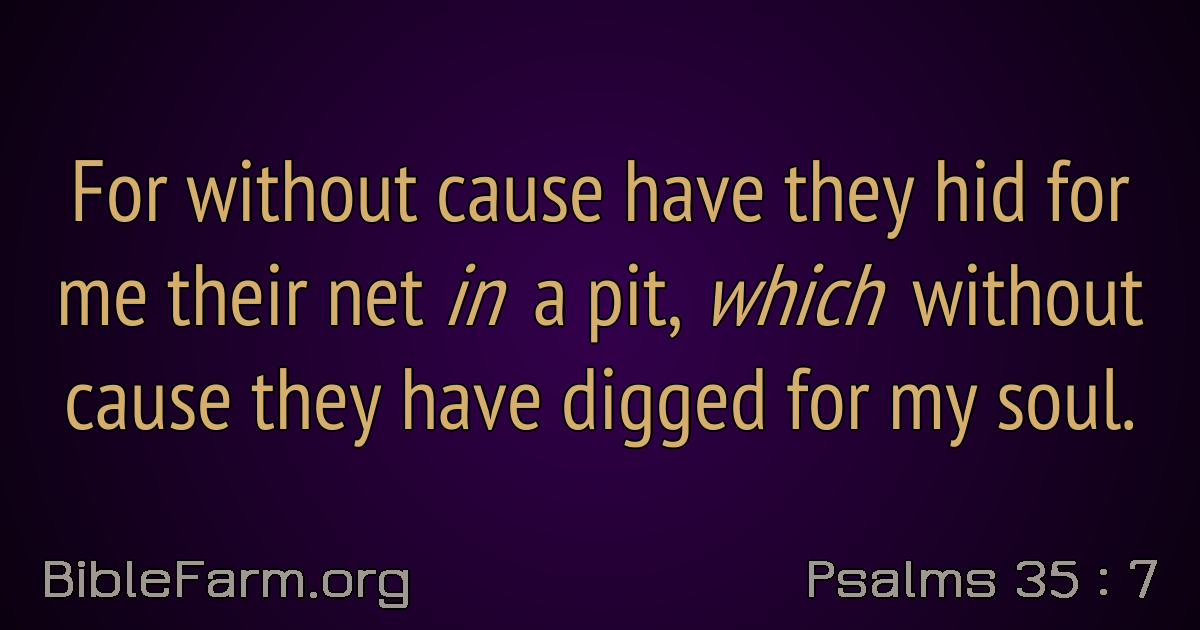 For without cause have they hid for
me their net in a pit, which without
cause they have digged for my soul.
BibleFarm.org
Psalms 35 : 7